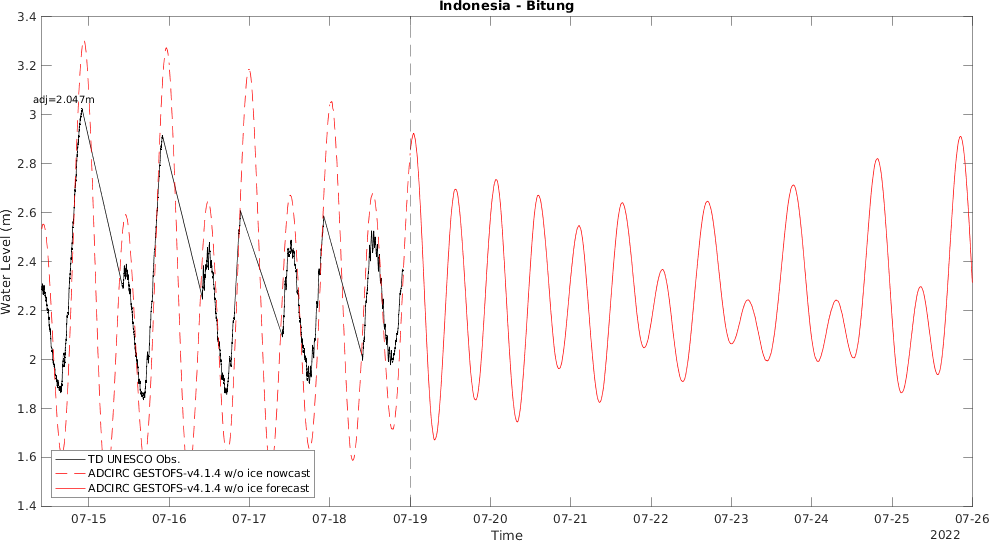 Indonesia - Bitung
3.4
3.2
adj=2.047m
3
2.8
2.6
2.4
2.2
2
1.8
1.6
1.4
Water Level (m)
TD UNESCO Obs.
ADCIRC GESTOFS-v4.1.4 w/o ice nowcast
ADCIRC GESTOFS-v4.1.4 w/o ice forecast
07-15 07-16 07-17 07-18 07-19 07-20 07-21 07-22 07-23 07-24 07-25 07-26
Time
2022